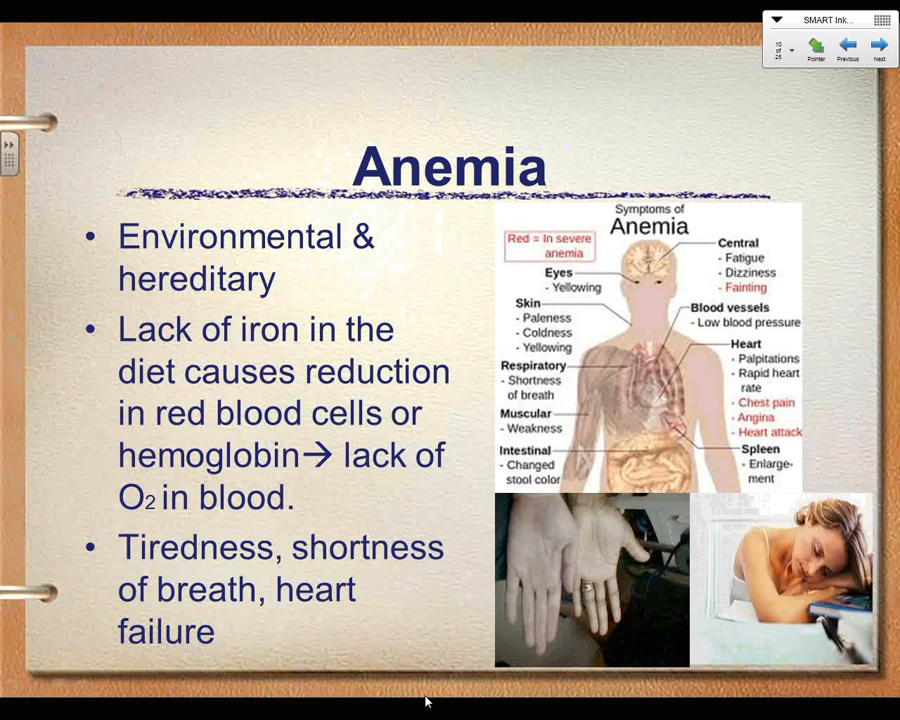 SMART Ink...
10
of
25
Pointer
Previous
Next
Anemia
• Environmental &
hereditary
• Lack of iron in the
diet causes reduction
in red blood cells or
hemoglobin→ lack of
O2 in blood.
• Tiredness, shortness
of breath, heart
failure
Symptoms of
Anemia
Red = In severe
anemia
Central
- Fatigue
- Dizziness
- Fainting
Eyes
- Yellowing
Skin
- Paleness
- Coldness
- Yellowing
Blood vessels
- Low blood pressure
Heart
- Palpitations
- Rapid heart
rate
- Chest pain
- Angina
- Heart attack
Respiratory
- Shortness
of breath
Muscular
- Weakness
Intestinal
- Changed
stool color
Spleen
- Enlarge-
ment